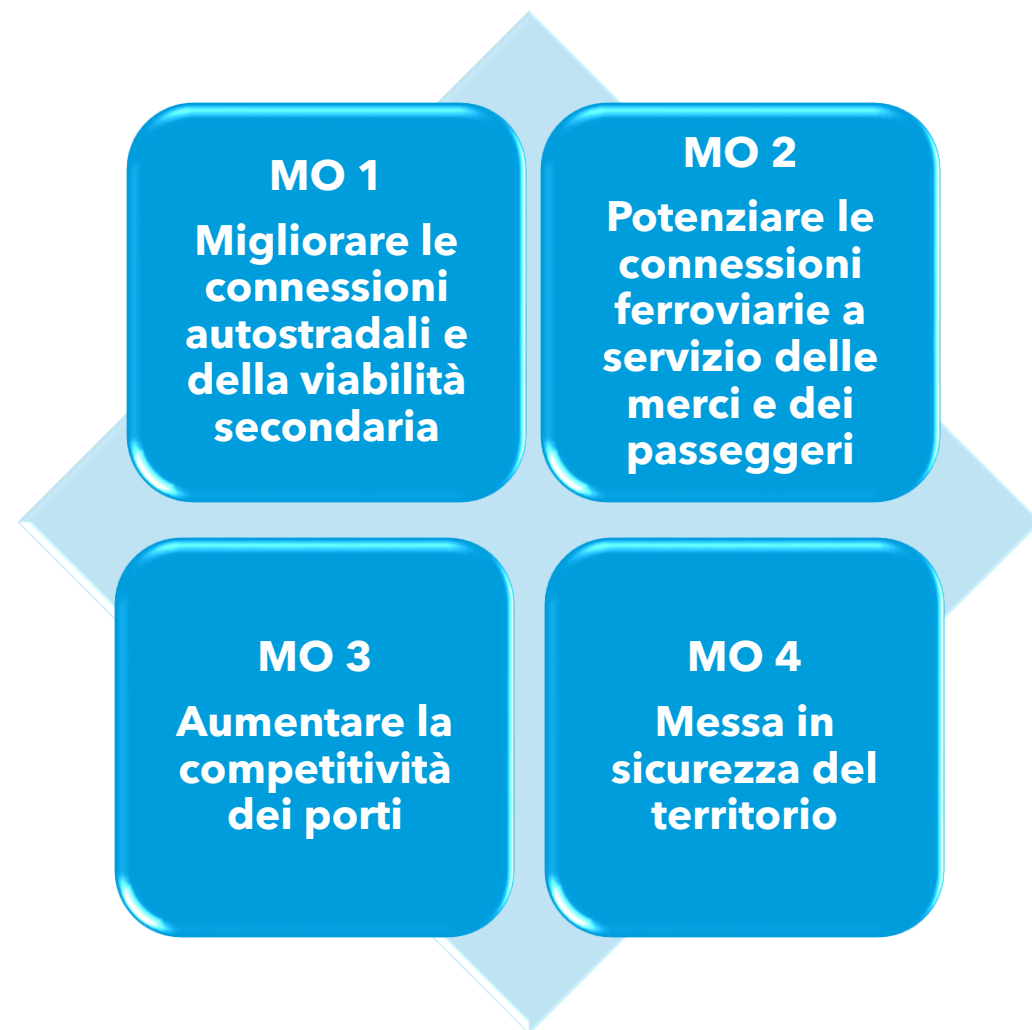 MO 1
Migliorare le
connessioni
autostradali e
della viabilità
secondaria
MO 2
Potenziare le
connessioni
ferroviarie a
servizio delle
merci e dei
passeggeri
MO 3
Aumentare la
competitività
dei porti
MO 4
Messa in
sicurezza del
territorio